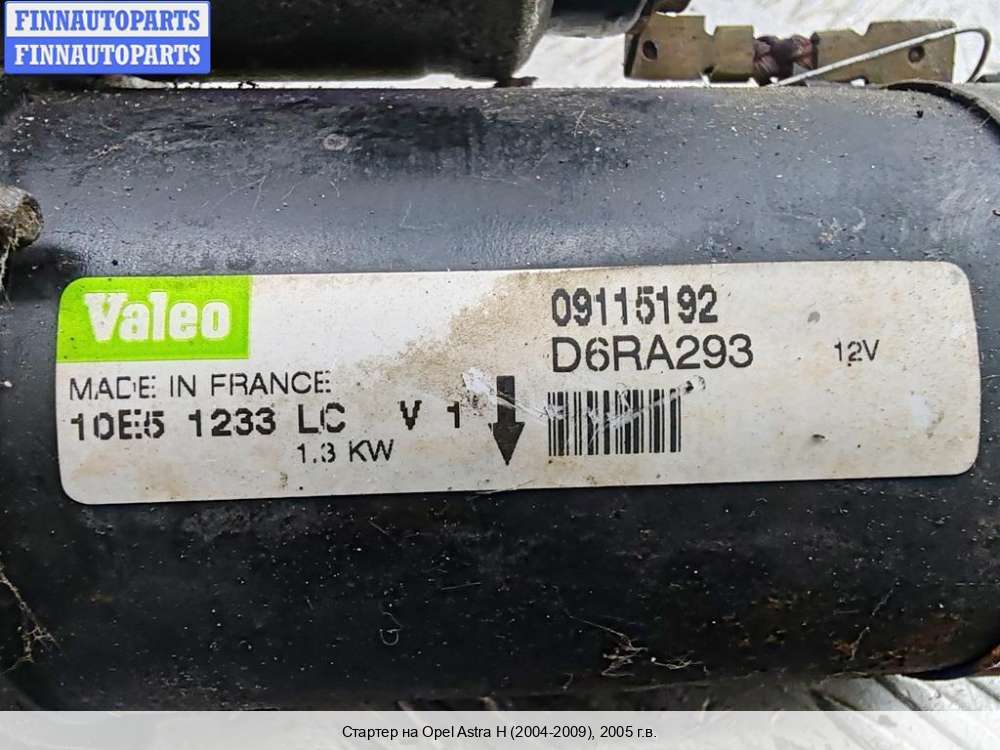 FINNAUTOPARTS
FINNAUTOPARTS
Valeo
09115192
D6RA293
12V
MADE IN FRANCE
10E5 1233 LC V 1
1.3 KW
Стартер на Opel Astra H (2004-2009), 2005 г.в.